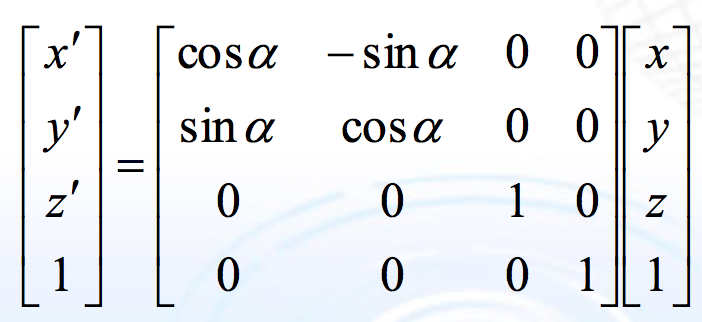 x′ cosα − sinα 0 0 x
y′ sinα cosα 0 0 y
=
z′ 0 0 1 0 z
1 0 0 0 1 1